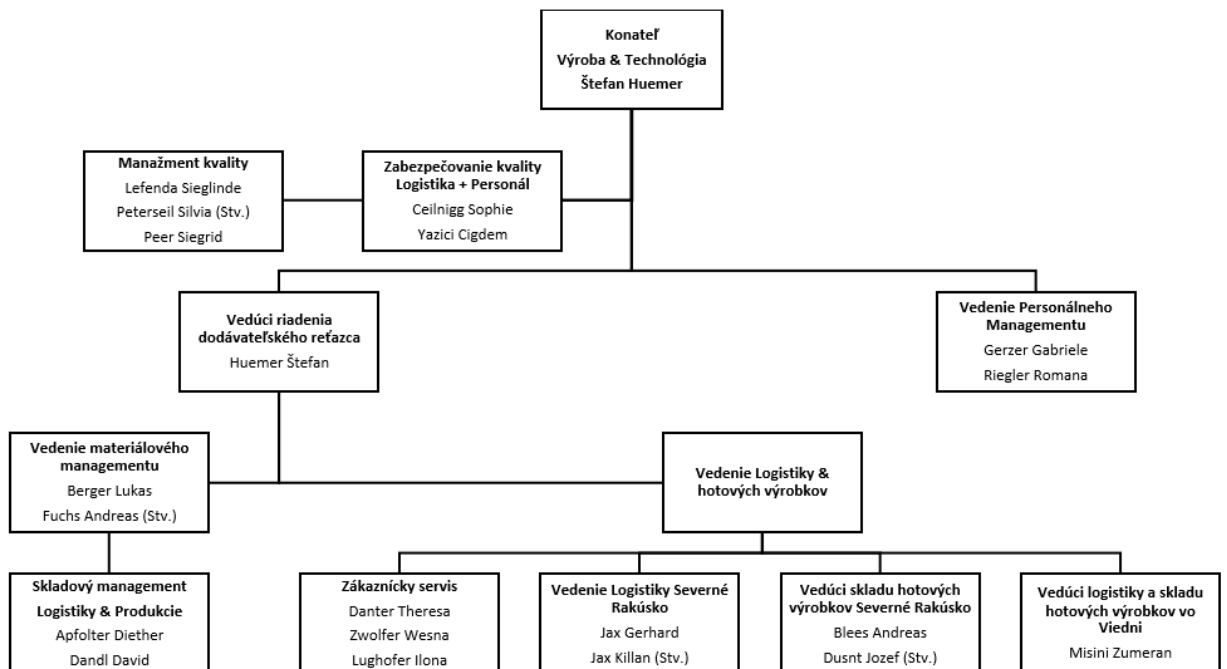 Konateľ
Výroba & Technológia
Štefan Huemer
Manažment kvality
Lefenda Sieglinde
Peterseil Silvia (Stv.)
Peer Siegrid
Zabezpečovanie kvality
Logistika + Personál
Ceilnigg Sophie
Yazici Cigdem
Vedúci riadenia
dodávateľského reťazca
Huemer Štefan
Vedenie Personálneho
Managementu
Gerzer Gabriele
Riegler Romana
Vedenie materiálového
managementu
Berger Lukas
Fuchs Andreas (Stv.)
Vedenie Logistiky &
hotových výrobkov
Skladový management
Logistiky & Produkcie
Apfolter Diether
Dandl David
Zákaznícky servis
Danter Theresa
Zwolfer Wesna
Lughofer Ilona
Vedenie Logistiky Severné
Rakúsko
Jax Gerhard
Jax Killan (Stv.)
Vedúci skladu hotových
výrobkov Severné Rakúsko
Blees Andreas
Dusnt Jozef (Stv.)
Vedúci logistiky a skladu
hotových výrobkov vo
Viedni
Misini Zumeran